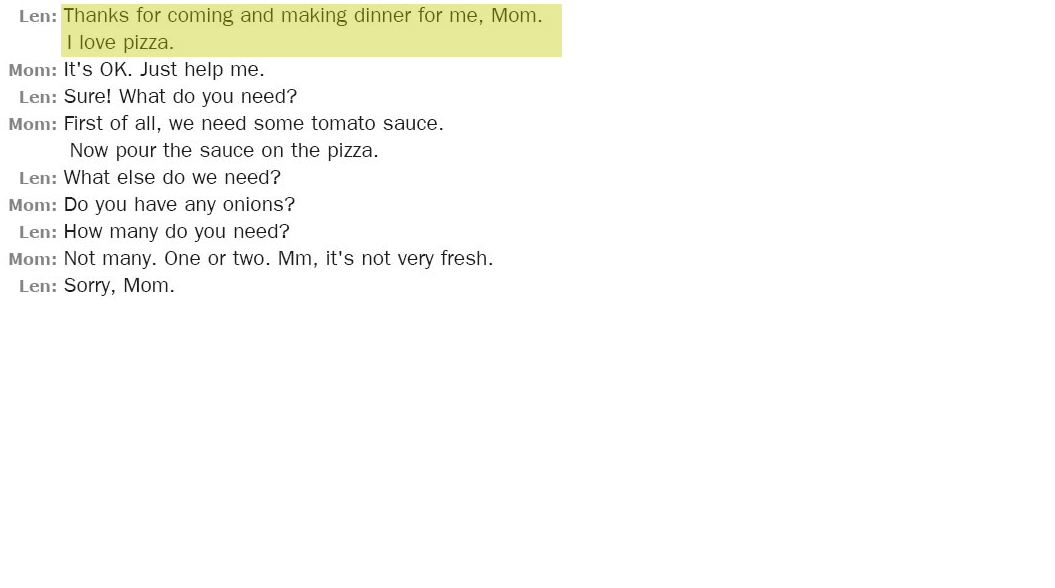 Len: Thanks for coming and making dinner for me, Mom.
I love pizza.
Mom: It's OK. Just help me.
Len: Sure! What do you need?
Mom: First of all, we need some tomato sauce.
Now pour the sauce on the pizza.
Len: What else do we need?
Mom: Do you have any onions?
Len: How many do you need?
Mom: Not many. One or two. Mm, it's not very fresh.
Len: Sorry, Mom.